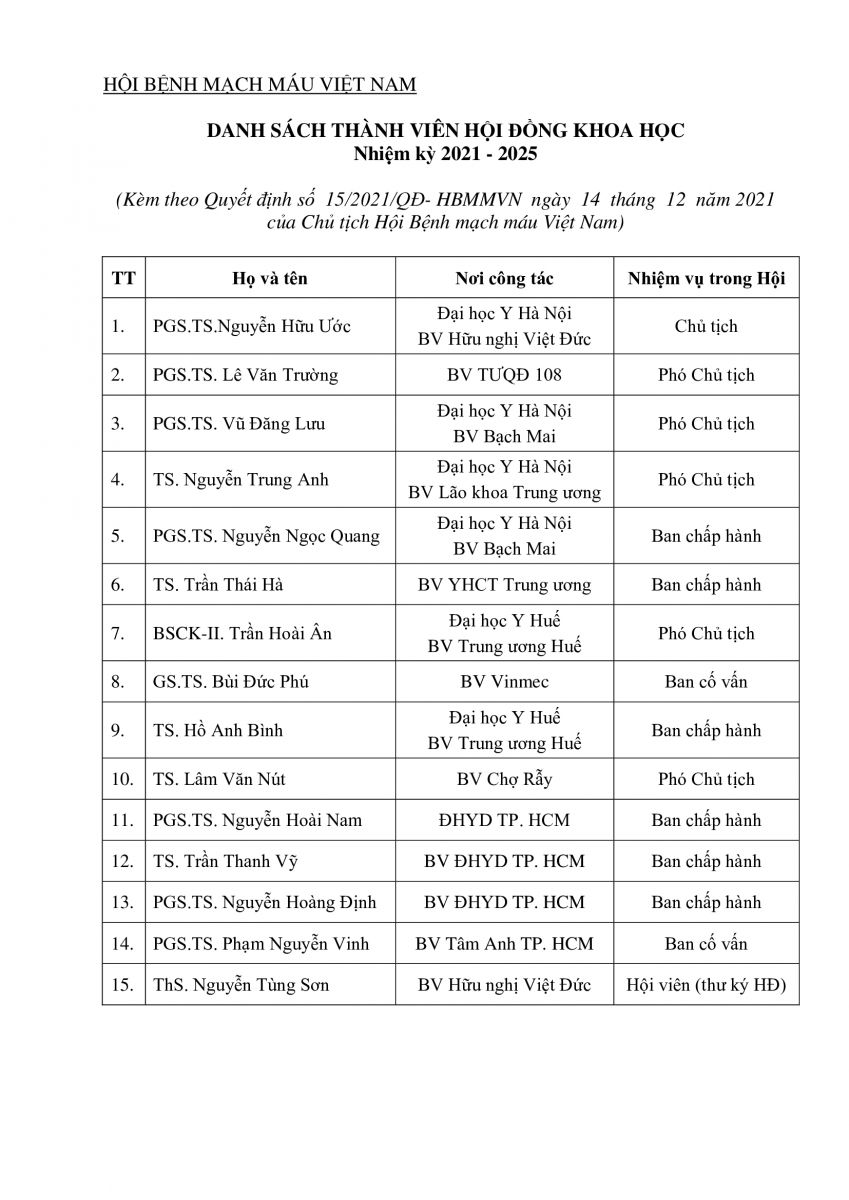 HỘI BỆNH MẠCH MÁU VIỆT NAM
DANH SÁCH THÀNH VIÊN HỘI ĐỒNG KHOA HỌC
Nhiệm kỳ 2021 - 2025
(Kèm theo Quyết định số 15/2021/QĐ- HBMMVN ngày 14 tháng 12 năm 2021
của Chủ tịch Hội Bệnh mạch máu Việt Nam)
TT Họ và tên Nơi công tác Nhiệm vụ trong Hội
1. PGS.TS.Nguyễn Hữu Ước Đại học Y Hà Nội Chủ tịch
BV Hữu nghị Việt Đức
2. PGS.TS. Lê Văn Trường BV TƯQĐ 108 Phó Chủ tịch
3. PGS.TS. Vũ Đăng Lưu Đại học Y Hà Nội Phó Chủ tịch
BV Bạch Mai
4. TS. Nguyễn Trung Anh Đại học Y Hà Nội Phó Chủ tịch
BV Lão khoa Trung ương
5. PGS.TS. Nguyễn Ngọc Quang Đại học Y Hà Nội Ban chấp hành
BV Bạch Mai
6. TS. Trần Thái Hà BV YHCT Trung ương Ban chấp hành
7. BSCK-II. Trần Hoài Ân Đại học Y Huế Phó Chủ tịch
BV Trung ương Huế
8. GS.TS. Bùi Đức Phú BV Vinmec Ban cố vấn
9. TS. Hồ Anh Bình Đại học Y Huế Ban chấp hành
BV Trung ương Huế
10. TS. Lâm Văn Nút BV Chợ Rẫy Phó Chủ tịch
11. PGS.TS. Nguyễn Hoài Nam ĐHYD TP. HCM Ban chấp hành
12. TS. Trần Thanh Vỹ BV ĐHYD TP. HCM Ban chấp hành
13. PGS.TS. Nguyễn Hoàng Định BV ĐHYD TP. HCM Ban chấp hành
14. PGS.TS. Phạm Nguyễn Vinh BV Tâm Anh TP. HCM Ban cố vấn
15. ThS. Nguyễn Tùng Sơn BV Hữu nghị Việt Đức Hội viên (thư ký HĐ)